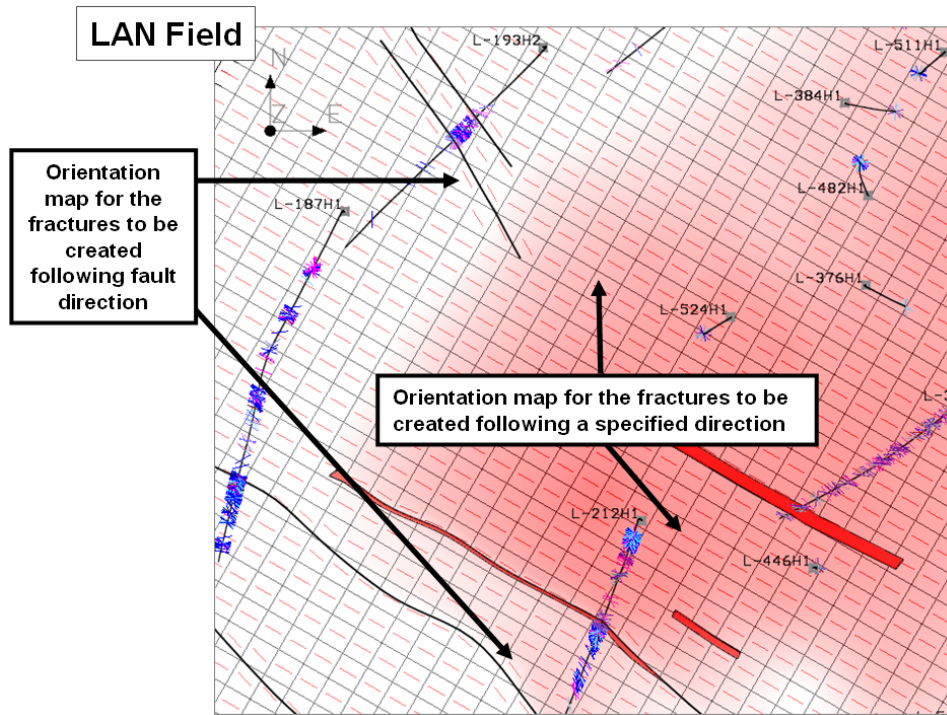 LAN Field
N
Z E
L-193H2
L-511H1
L-384H1
L-482H1
L-187H1
L-376H1
L-524H1
Orientation
map for the
fractures to be
created
following fault
direction
Orientation map for the fractures to be
created following a specified direction
L-212H1
L-446H1